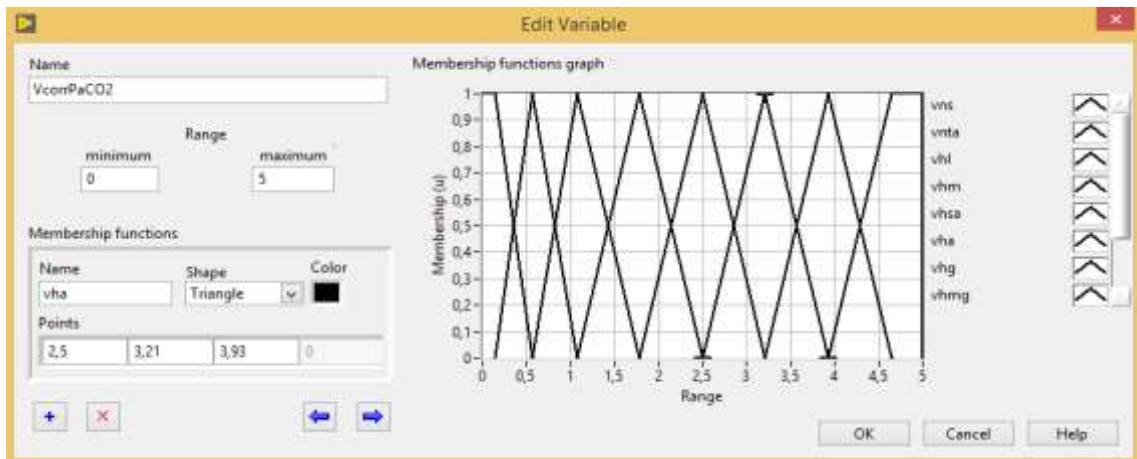 Edit Variable
Name
VcorrPaCO2
Range
minimum maximum
0 5
Membership functions
Name Shape Color
vha Triangle
Points
2,5 3,21 3,93 0
Membership functions graph
Membership (u)
1
0,9
0,8
0,7
0,6
0,5
0,4
0,3
0,2
0,1
0
0 0,5 1 1,5 2 2,5 3 3,5 4 4,5 5
Range
vns
vnta
vhl
vhm
vhsa
vha
vhg
vhmg
OK Cancel Help